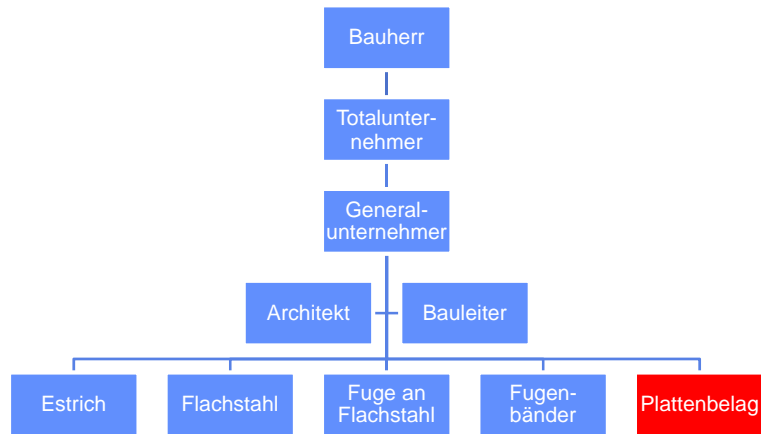 Bauherr
Totalunter-
nehmer
General-
unternehmer
Architekt
Bauleiter
Estrich
Flachstahl
Fuge an
Flachstahl
Fugen-
bänder
Plattenbelag